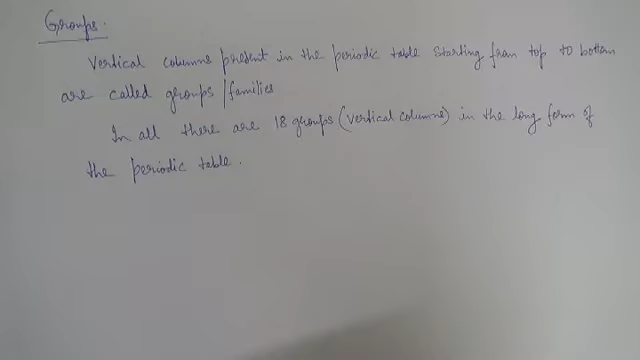 Groups.
Vertical columns present in the periodic table starting from top to bottom
are called groups/families
In all there are 18 groups (vertical columns) in the long form of
the periodic table.